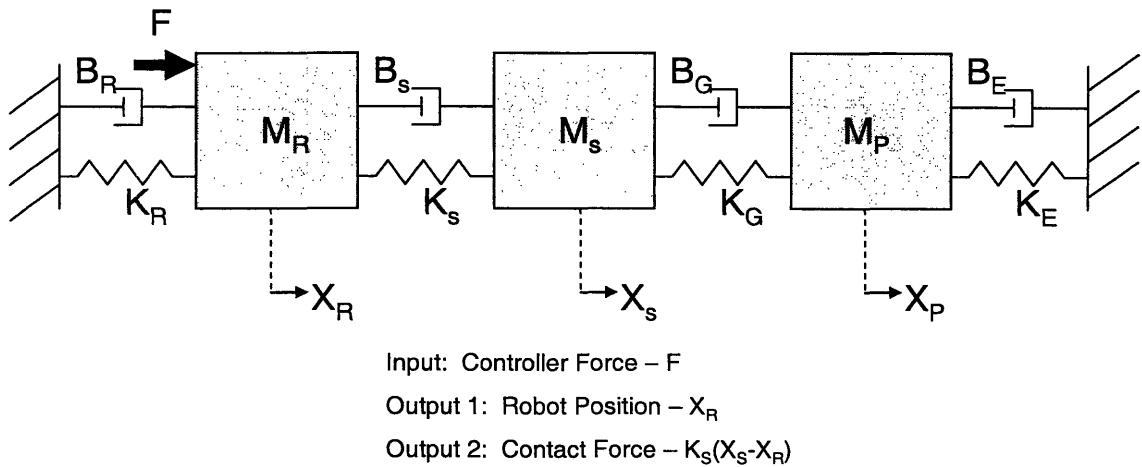 F
B_R B_s B_G B_E
M_R M_s M_P
K_R K_s K_G K_E
X_R X_s X_P
Input: Controller Force – F
Output 1: Robot Position – X_R
Output 2: Contact Force – K_S(X_S-X_R)